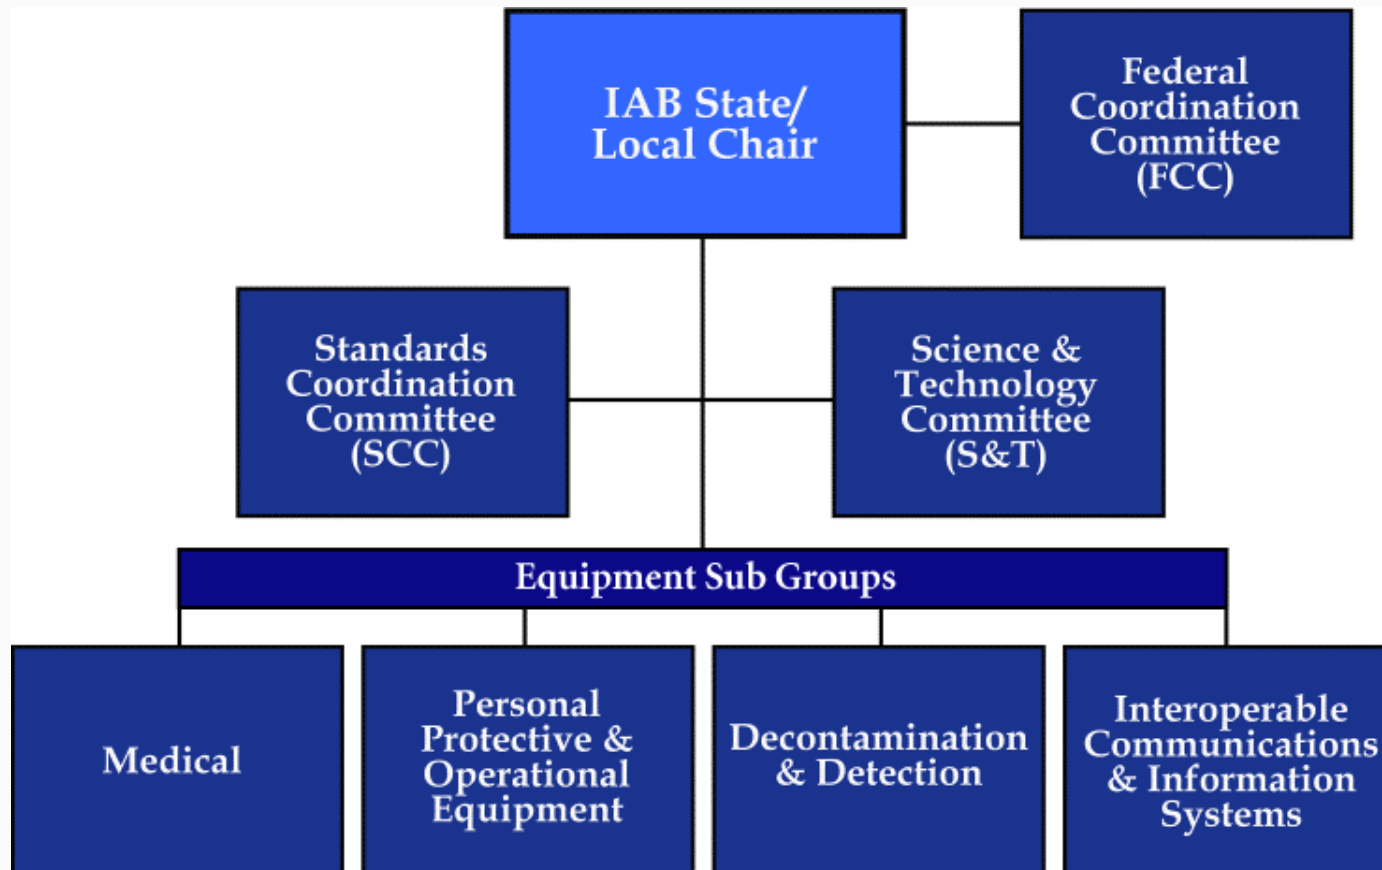 IAB State/
Local Chair
Federal
Coordination
Committee
(FCC)
Standards
Coordination
Committee
(SCC)
Science &
Technology
Committee
(S&T)
Equipment Sub Groups
Medical
Personal
Protective &
Operational
Equipment
Decontamination
& Detection
Interoperable
Communications
& Information
Systems